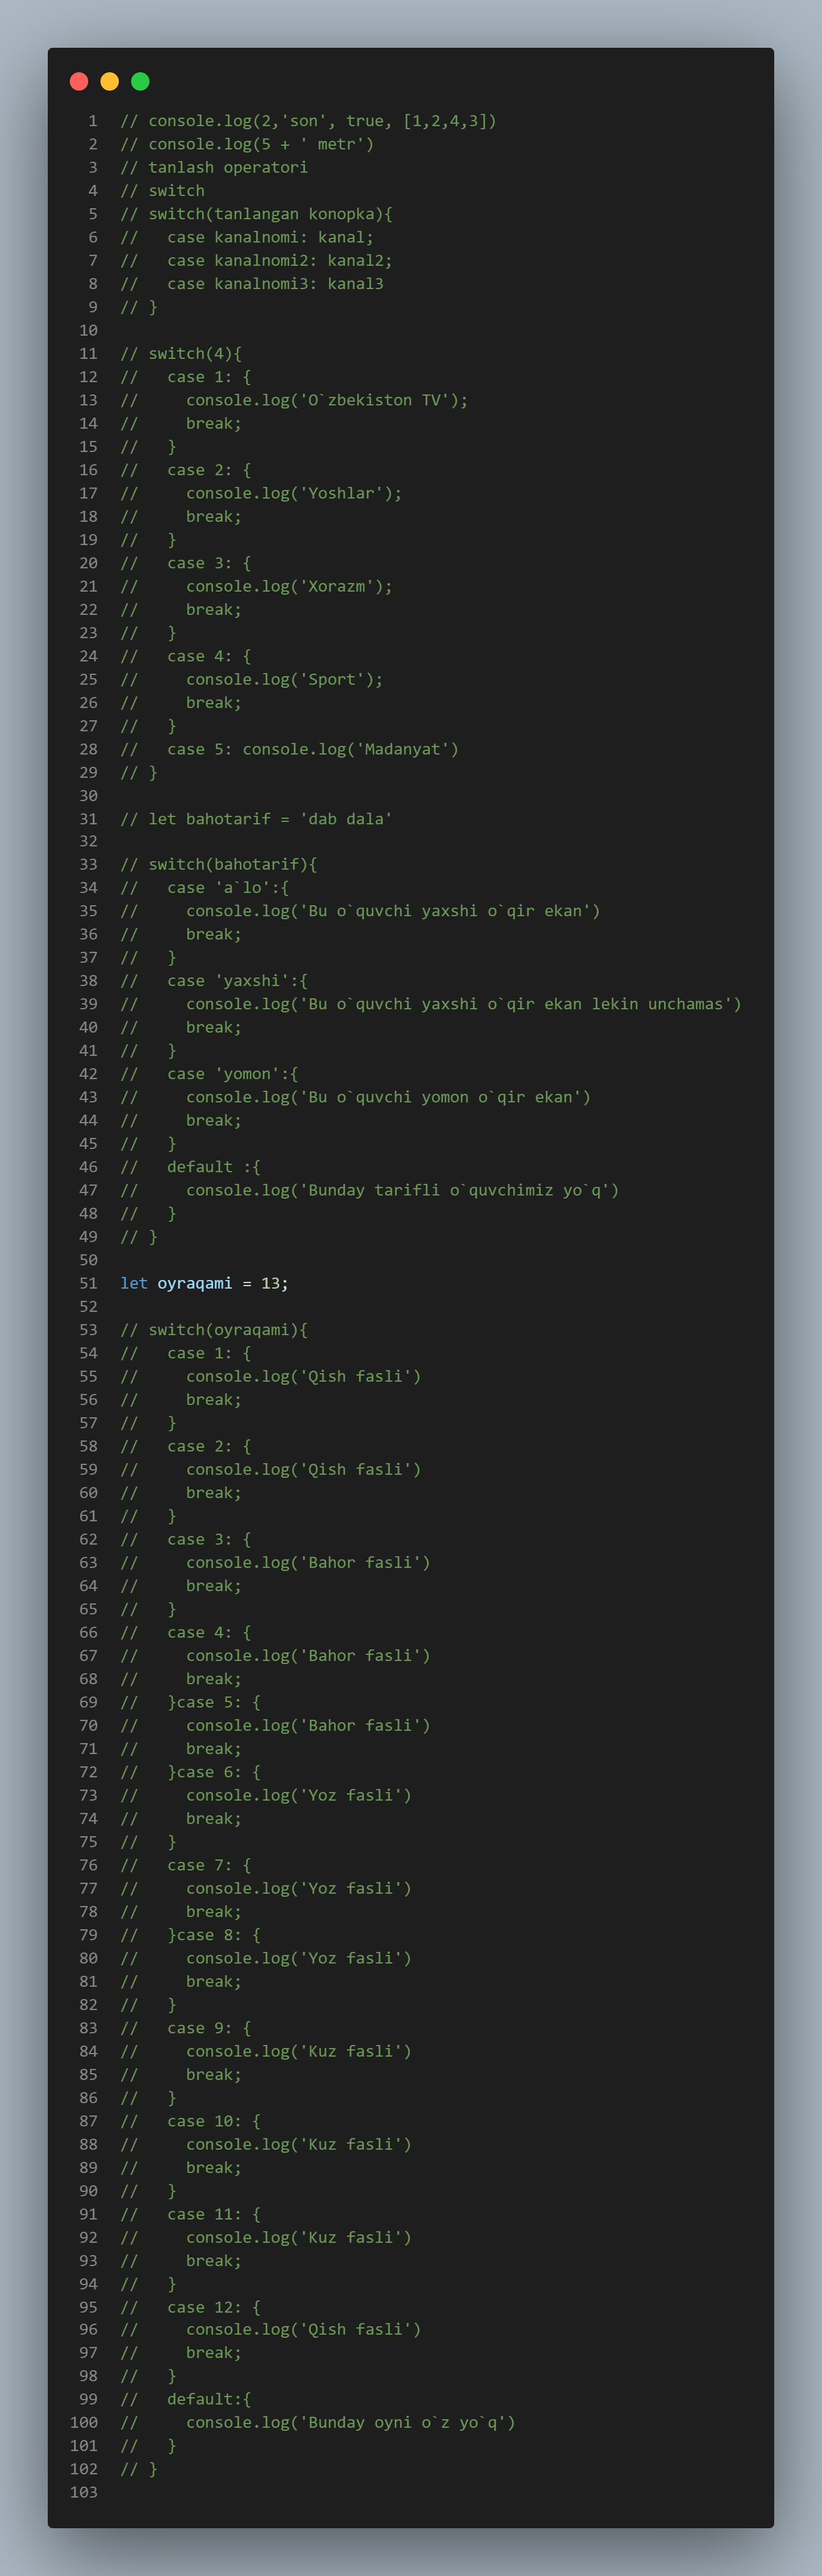 1 // console.log(2,'son', true, [1,2,4,3])
2 // console.log(5 + ' metr')
3 // tanlash operatori
4 // switch
5 // switch(tanlangan konopka){
6 //   case kanalnomi: kanal;
7 //   case kanalnomi2: kanal2;
8 //   case kanalnomi3: kanal3
9 // }
10
11 // switch(4){
12 //   case 1: {
13 //     console.log('O`zbekiston TV');
14 //     break;
15 //   }
16 //   case 2: {
17 //     console.log('Yoshlar');
18 //     break;
19 //   }
20 //   case 3: {
21 //     console.log('Xorazm');
22 //     break;
23 //   }
24 //   case 4: {
25 //     console.log('Sport');
26 //     break;
27 //   }
28 //   case 5: console.log('Madanyat')
29 // }
30
31 // let bahotarif = 'dab dala'
32
33 // switch(bahotarif){
34 //   case 'a`lo':{
35 //     console.log('Bu o`quvchi yaxshi o`qir ekan')
36 //     break;
37 //   }
38 //   case 'yaxshi':{
39 //     console.log('Bu o`quvchi yaxshi o`qir ekan lekin unchamas')
40 //     break;
41 //   }
42 //   case 'yomon':{
43 //     console.log('Bu o`quvchi yomon o`qir ekan')
44 //     break;
45 //   }
46 //   default :{
47 //     console.log('Bunday tarifli o`quvchimiz yo`q')
48 //   }
49 // }
50
51 let oyraqami = 13;
52
53 // switch(oyraqami){
54 //   case 1: {
55 //     console.log('Qish fasli')
56 //     break;
57 //   }
58 //   case 2: {
59 //     console.log('Qish fasli')
60 //     break;
61 //   }
62 //   case 3: {
63 //     console.log('Bahor fasli')
64 //     break;
65 //   }
66 //   case 4: {
67 //     console.log('Bahor fasli')
68 //     break;
69 //   }case 5: {
70 //     console.log('Bahor fasli')
71 //     break;
72 //   }case 6: {
73 //     console.log('Yoz fasli')
74 //     break;
75 //   }
76 //   case 7: {
77 //     console.log('Yoz fasli')
78 //     break;
79 //   }case 8: {
80 //     console.log('Yoz fasli')
81 //     break;
82 //   }
83 //   case 9: {
84 //     console.log('Kuz fasli')
85 //     break;
86 //   }
87 //   case 10: {
88 //     console.log('Kuz fasli')
89 //     break;
90 //   }
91 //   case 11: {
92 //     console.log('Kuz fasli')
93 //     break;
94 //   }
95 //   case 12: {
96 //     console.log('Qish fasli')
97 //     break;
98 //   }
99 //   default:{
100 //     console.log('Bunday oyni o`z yo`q')
101 //   }
102 // }
103